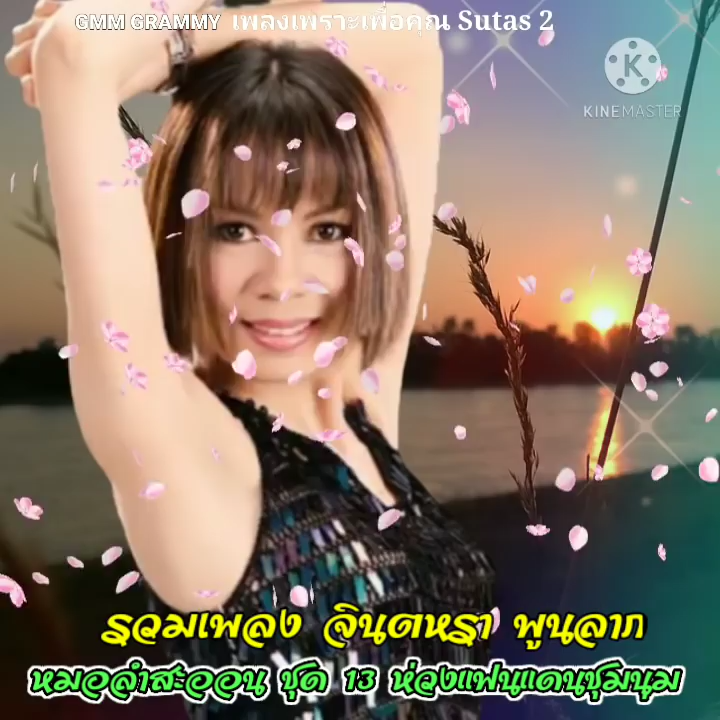 GMM GRAMMY เพลงเพราะเพื่อคุณ Sutas 2
K
KINEMASTER
รวมเพลง จินตหรา พูนลาภ
หมอลำสะออน ชุด 13 ห่วงแฟนแดนชุมนุม